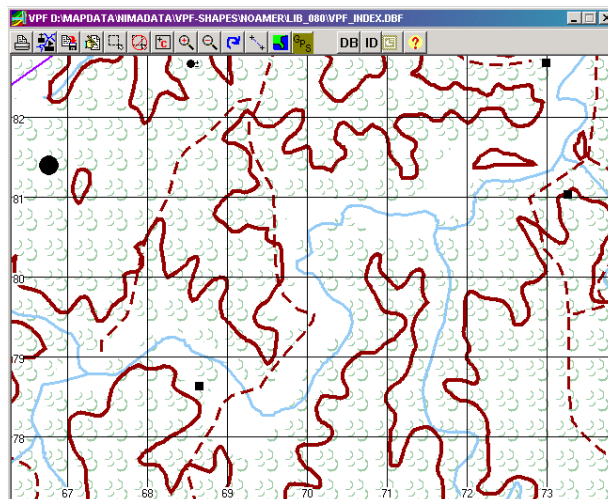 VPF D:\MAPDATA\NIMADATA\VPF-SHAPES\NOAMER\LIB_080\VPF_INDEX.DBF
+c GPS DB ID ?
82
81
80
79
78
67 68 69 70 71 72 73